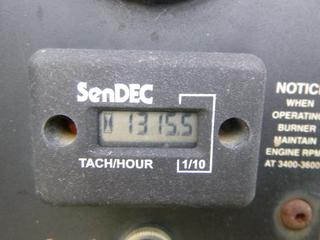 SenDEC
1315.5
TACH/HOUR 1/10
NOTICE
WHEN
OPERATING
BURNER
MAINTAIN
ENGINE RPM
AT 3400-3600